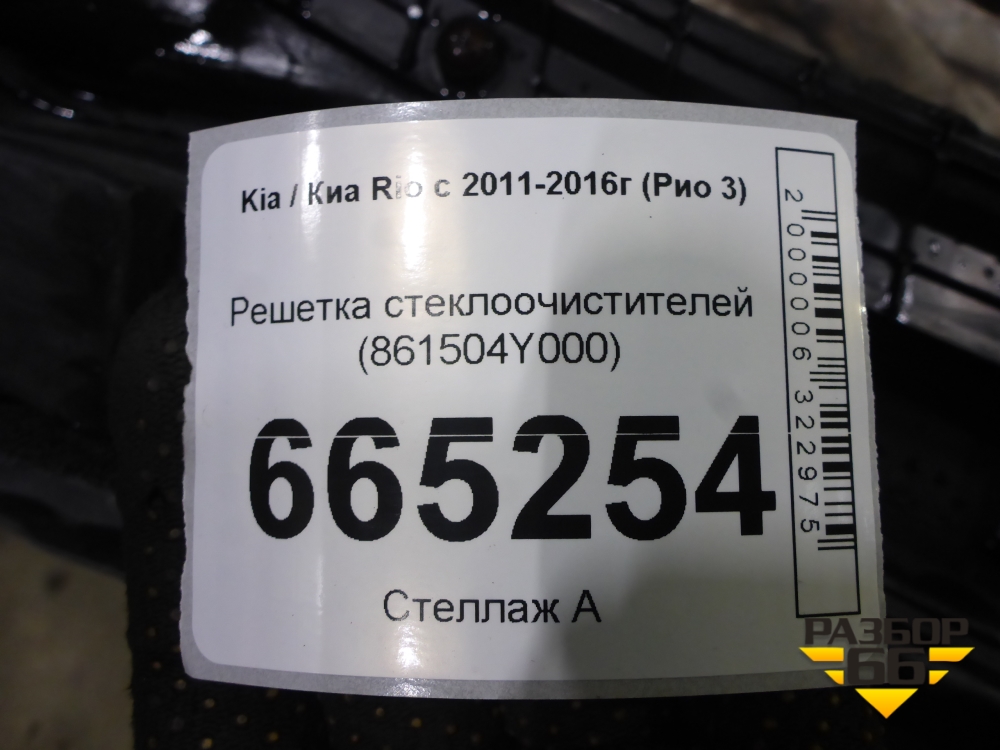 Kia / Киа Rio с 2011-2016г (Рио 3)
Решетка стеклоочистителей
(861504Y000)
665254
Стеллаж А
2000006322975
РАЗБОР
66